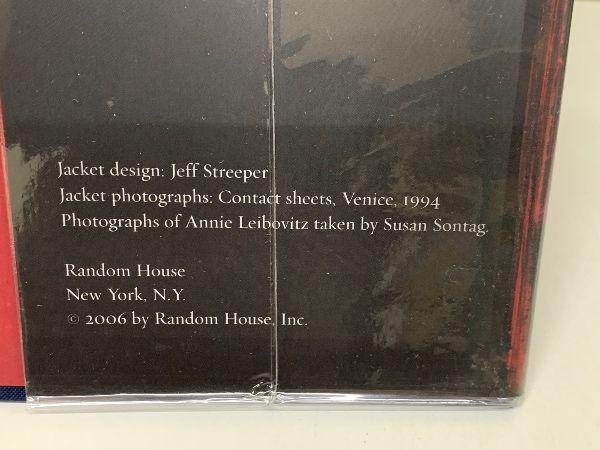 Jacket design: Jeff Streeper
Jacket photographs: Contact sheets, Venice, 1994
Photographs of Annie Leibovitz taken by Susan Sontag.
Random House
New York, N.Y.
© 2006 by Random House, Inc.